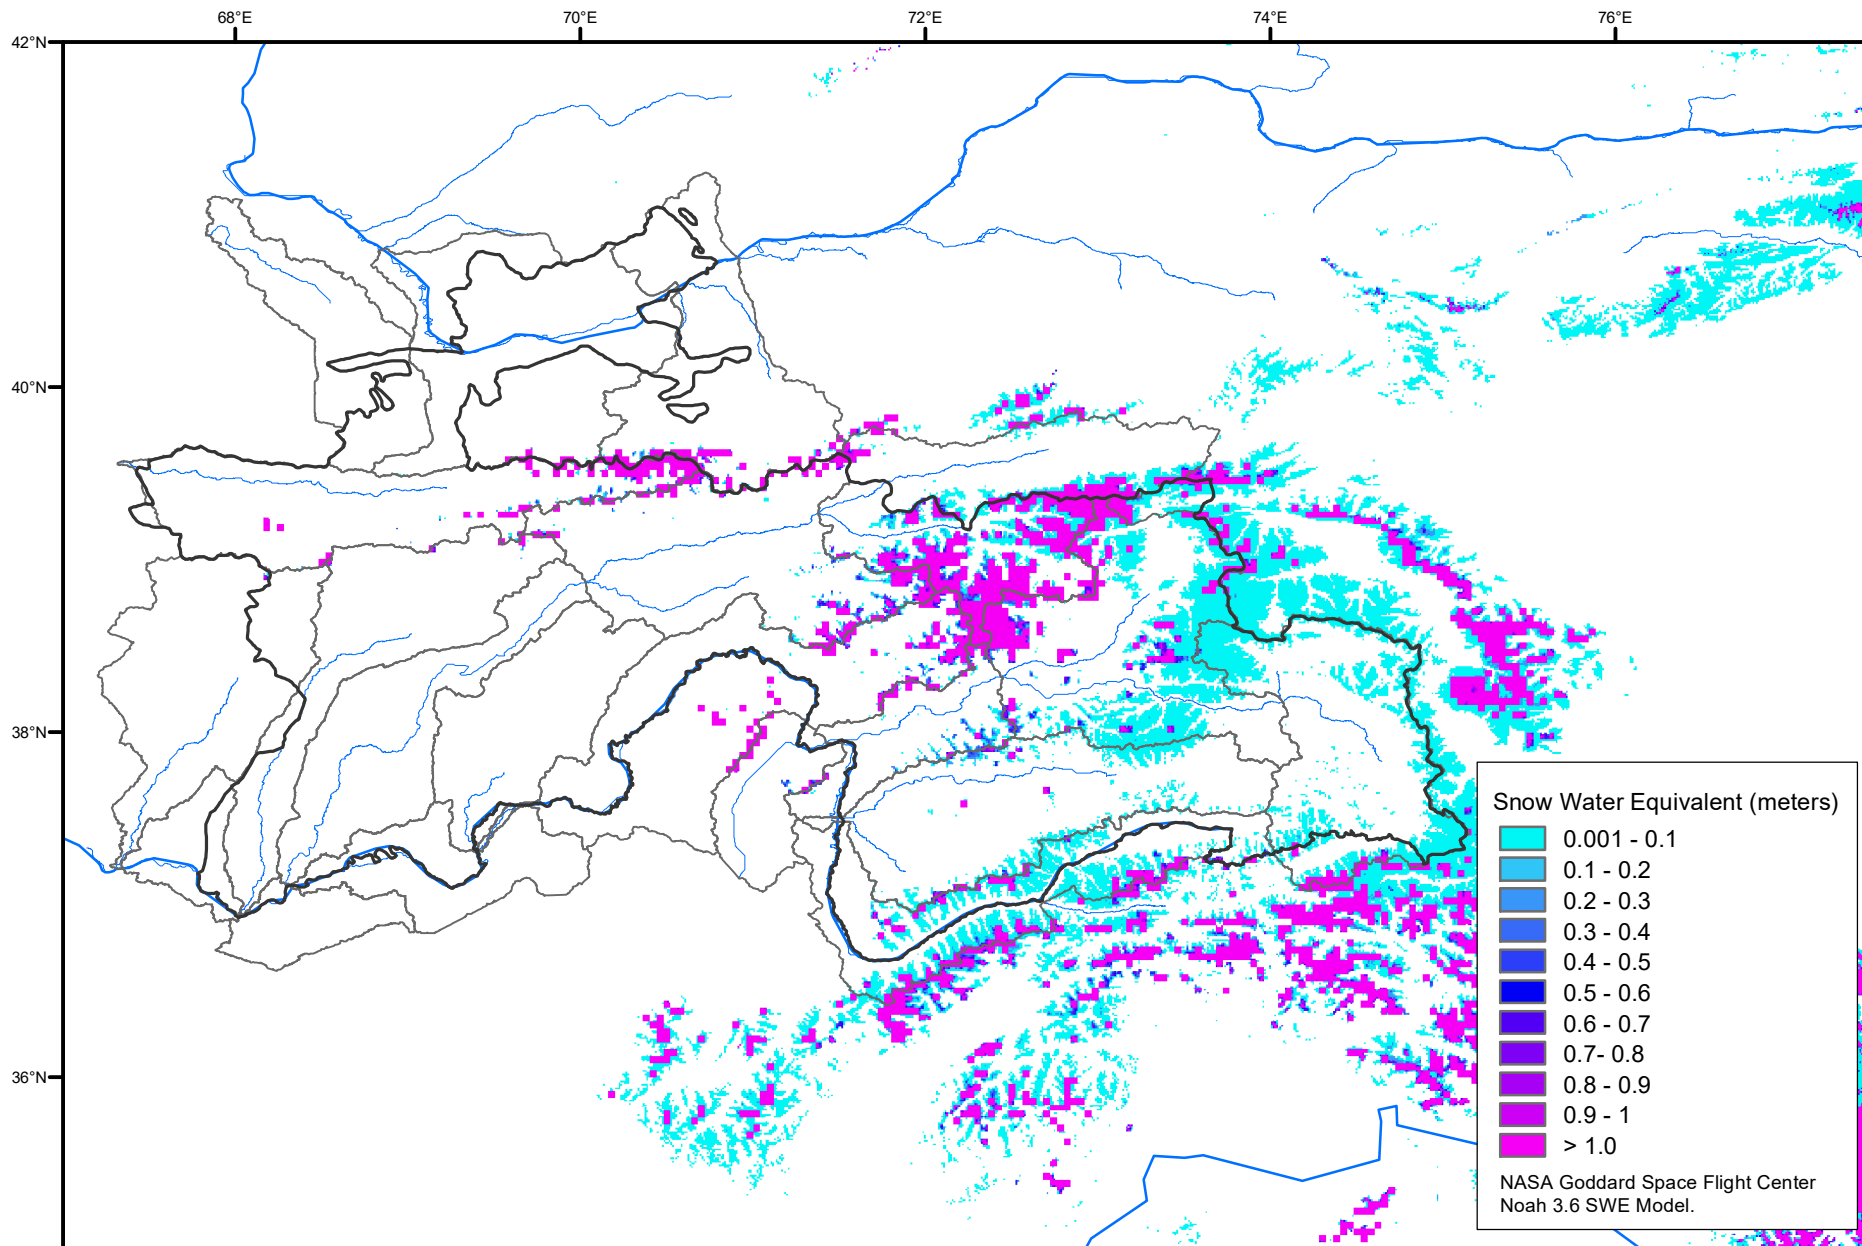 68°E 70°E 72°E 74°E 76°E
42°N
40°N
38°N
36°N
Snow Water Equivalent (meters)
0.001 - 0.1
0.1 - 0.2
0.2 - 0.3
0.3 - 0.4
0.4 - 0.5
0.5 - 0.6
0.6 - 0.7
0.7- 0.8
0.8 - 0.9
0.9 - 1
> 1.0
NASA Goddard Space Flight Center
Noah 3.6 SWE Model.